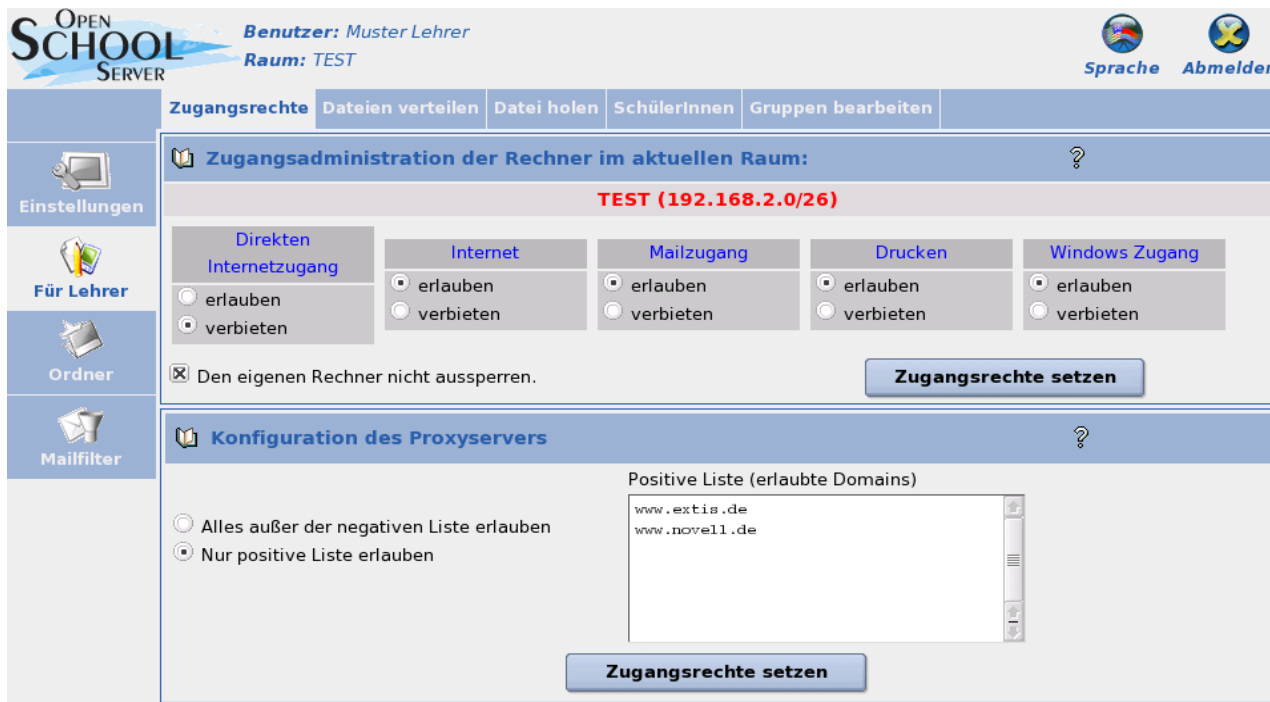 OPEN
SCHOOL
SERVER
Benutzer: Muster Lehrer
Raum: TEST
Sprache
Abmelden
Zugangsrechte Dateien verteilen Datei holen SchülerInnen Gruppen bearbeiten
Zugangsadministration der Rechner im aktuellen Raum:
TEST (192.168.2.0/26)
Einstellungen
Für Lehrer
Ordner
Mailfilter
Direkten
Internetzugang
erlauben
verbieten
Internet
erlauben
verbieten
Mailzugang
erlauben
verbieten
Drucken
erlauben
verbieten
Windows Zugang
erlauben
verbieten
Den eigenen Rechner nicht aussperren.
Zugangsrechte setzen
Konfiguration des Proxyservers
Alles außer der negativen Liste erlauben
Nur positive Liste erlauben
Positive Liste (erlaubte Domains)
www.extis.de
www.novell.de
Zugangsrechte setzen